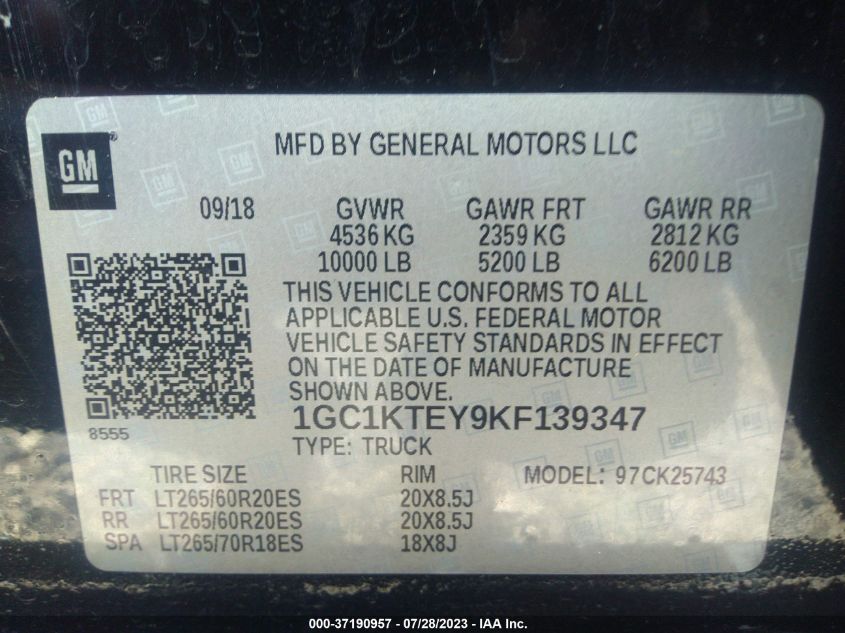 GM®
MFD BY GENERAL MOTORS LLC
09/18 GVWR GAWR FRT GAWR RR
4536 KG 2359 KG 2812 KG
10000 LB 5200 LB 6200 LB
THIS VEHICLE CONFORMS TO ALL
APPLICABLE U.S. FEDERAL MOTOR
VEHICLE SAFETY STANDARDS IN EFFECT
ON THE DATE OF MANUFACTURE
SHOWN ABOVE.
8555
1GC1KTEY9KF139347
TYPE: TRUCK
TIRE SIZE RIM MODEL: 97CK25743
FRT LT265/60R20ES 20X8.5J
RR LT265/60R20ES 20X8.5J
SPA LT265/70R18ES 18X8J
000-37190957 / 07/28/2023 - IAA Inc.